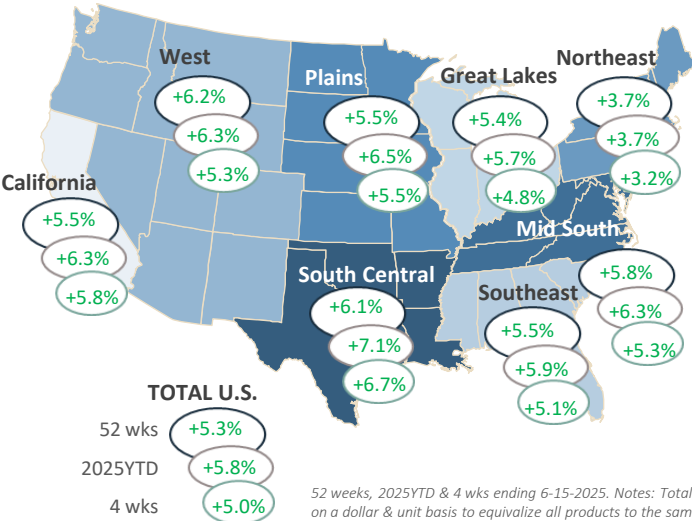 West
+6.2%
+6.3%
+5.3%
Plains
+5.5%
+6.5%
+5.5%
Great Lakes
+5.4%
+5.7%
+4.8%
Northeast
+3.7%
+3.7%
+3.2%
California
+5.5%
+6.3%
+5.8%
Mid South
+5.8%
+6.3%
+5.3%
South Central
+6.1%
+7.1%
+6.7%
Southeast
+5.5%
+5.9%
+5.1%
TOTAL U.S.
52 wks +5.3%
2025YTD +5.8%
4 wks +5.0%
52 weeks, 2025YTD & 4 wks ending 6-15-2025. Notes: Total
on a dollar & unit basis to equivalize all products to the sam